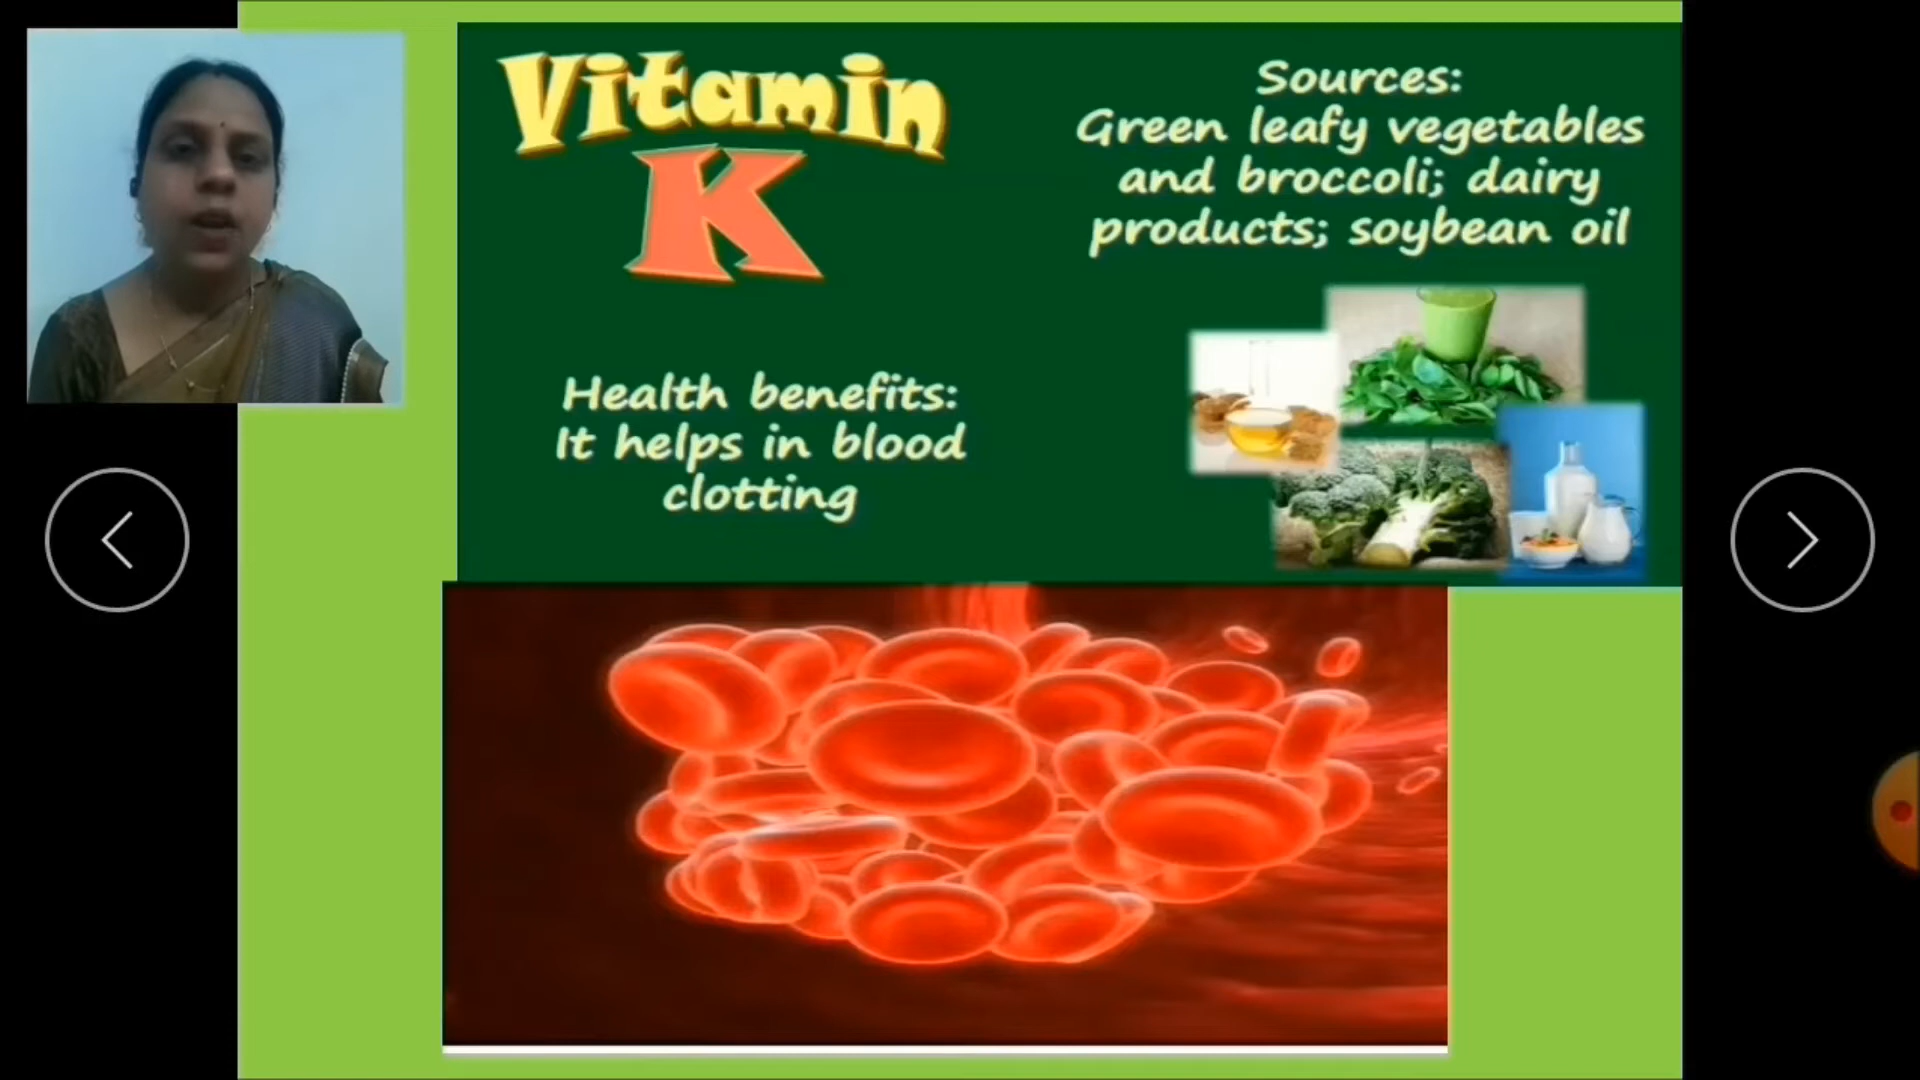 Vitamin
K
Sources:
Green leafy vegetables
and broccoli; dairy
products; soybean oil
Health benefits:
It helps in blood
clotting